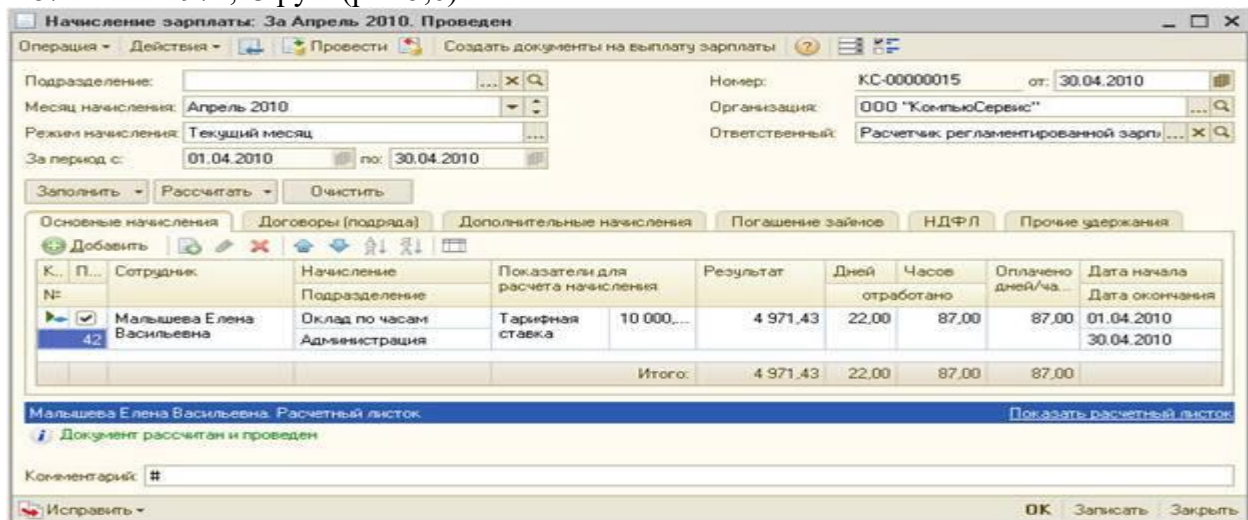 Начисление зарплаты: За Апрель 2010. Проведен
Операция Действия Провести Создать документы на выплату зарплаты
Подразделение: Номер: КС-00000015 от: 30.04.2010
Месяц начисления: Апрель 2010 Организация: ООО "КомпьюСервис"
Режим начисления: Текущий месяц ... Ответственный: Расчетчик регламентированной зарпл ...
За период с: 01.04.2010 по: 30.04.2010
Заполнить Рассчитать Очистить
Основные начисления Договоры (подряда) Дополнительные начисления Погашение займов НДФЛ Прочие удержания
Добавить
К... П... Сотрудник Начисление Показатели для расчета начисления Результат Дней Часов Оплачено дней/ча... Дата начала
№ Подразделение отработано Дата окончания
Малышева Елена Васильевна Оклад по часам Тарифная ставка 10 000,... 4 971,43 22,00 87,00 87,00 01.04.2010
42 Администрация 30.04.2010
Итого: 4 971,43 22,00 87,00 87,00
Малышева Елена Васильевна. Расчетный листок Показать расчетный листок
Документ рассчитан и проведен
Комментарий: #
Исправить OK Записать Закрыть